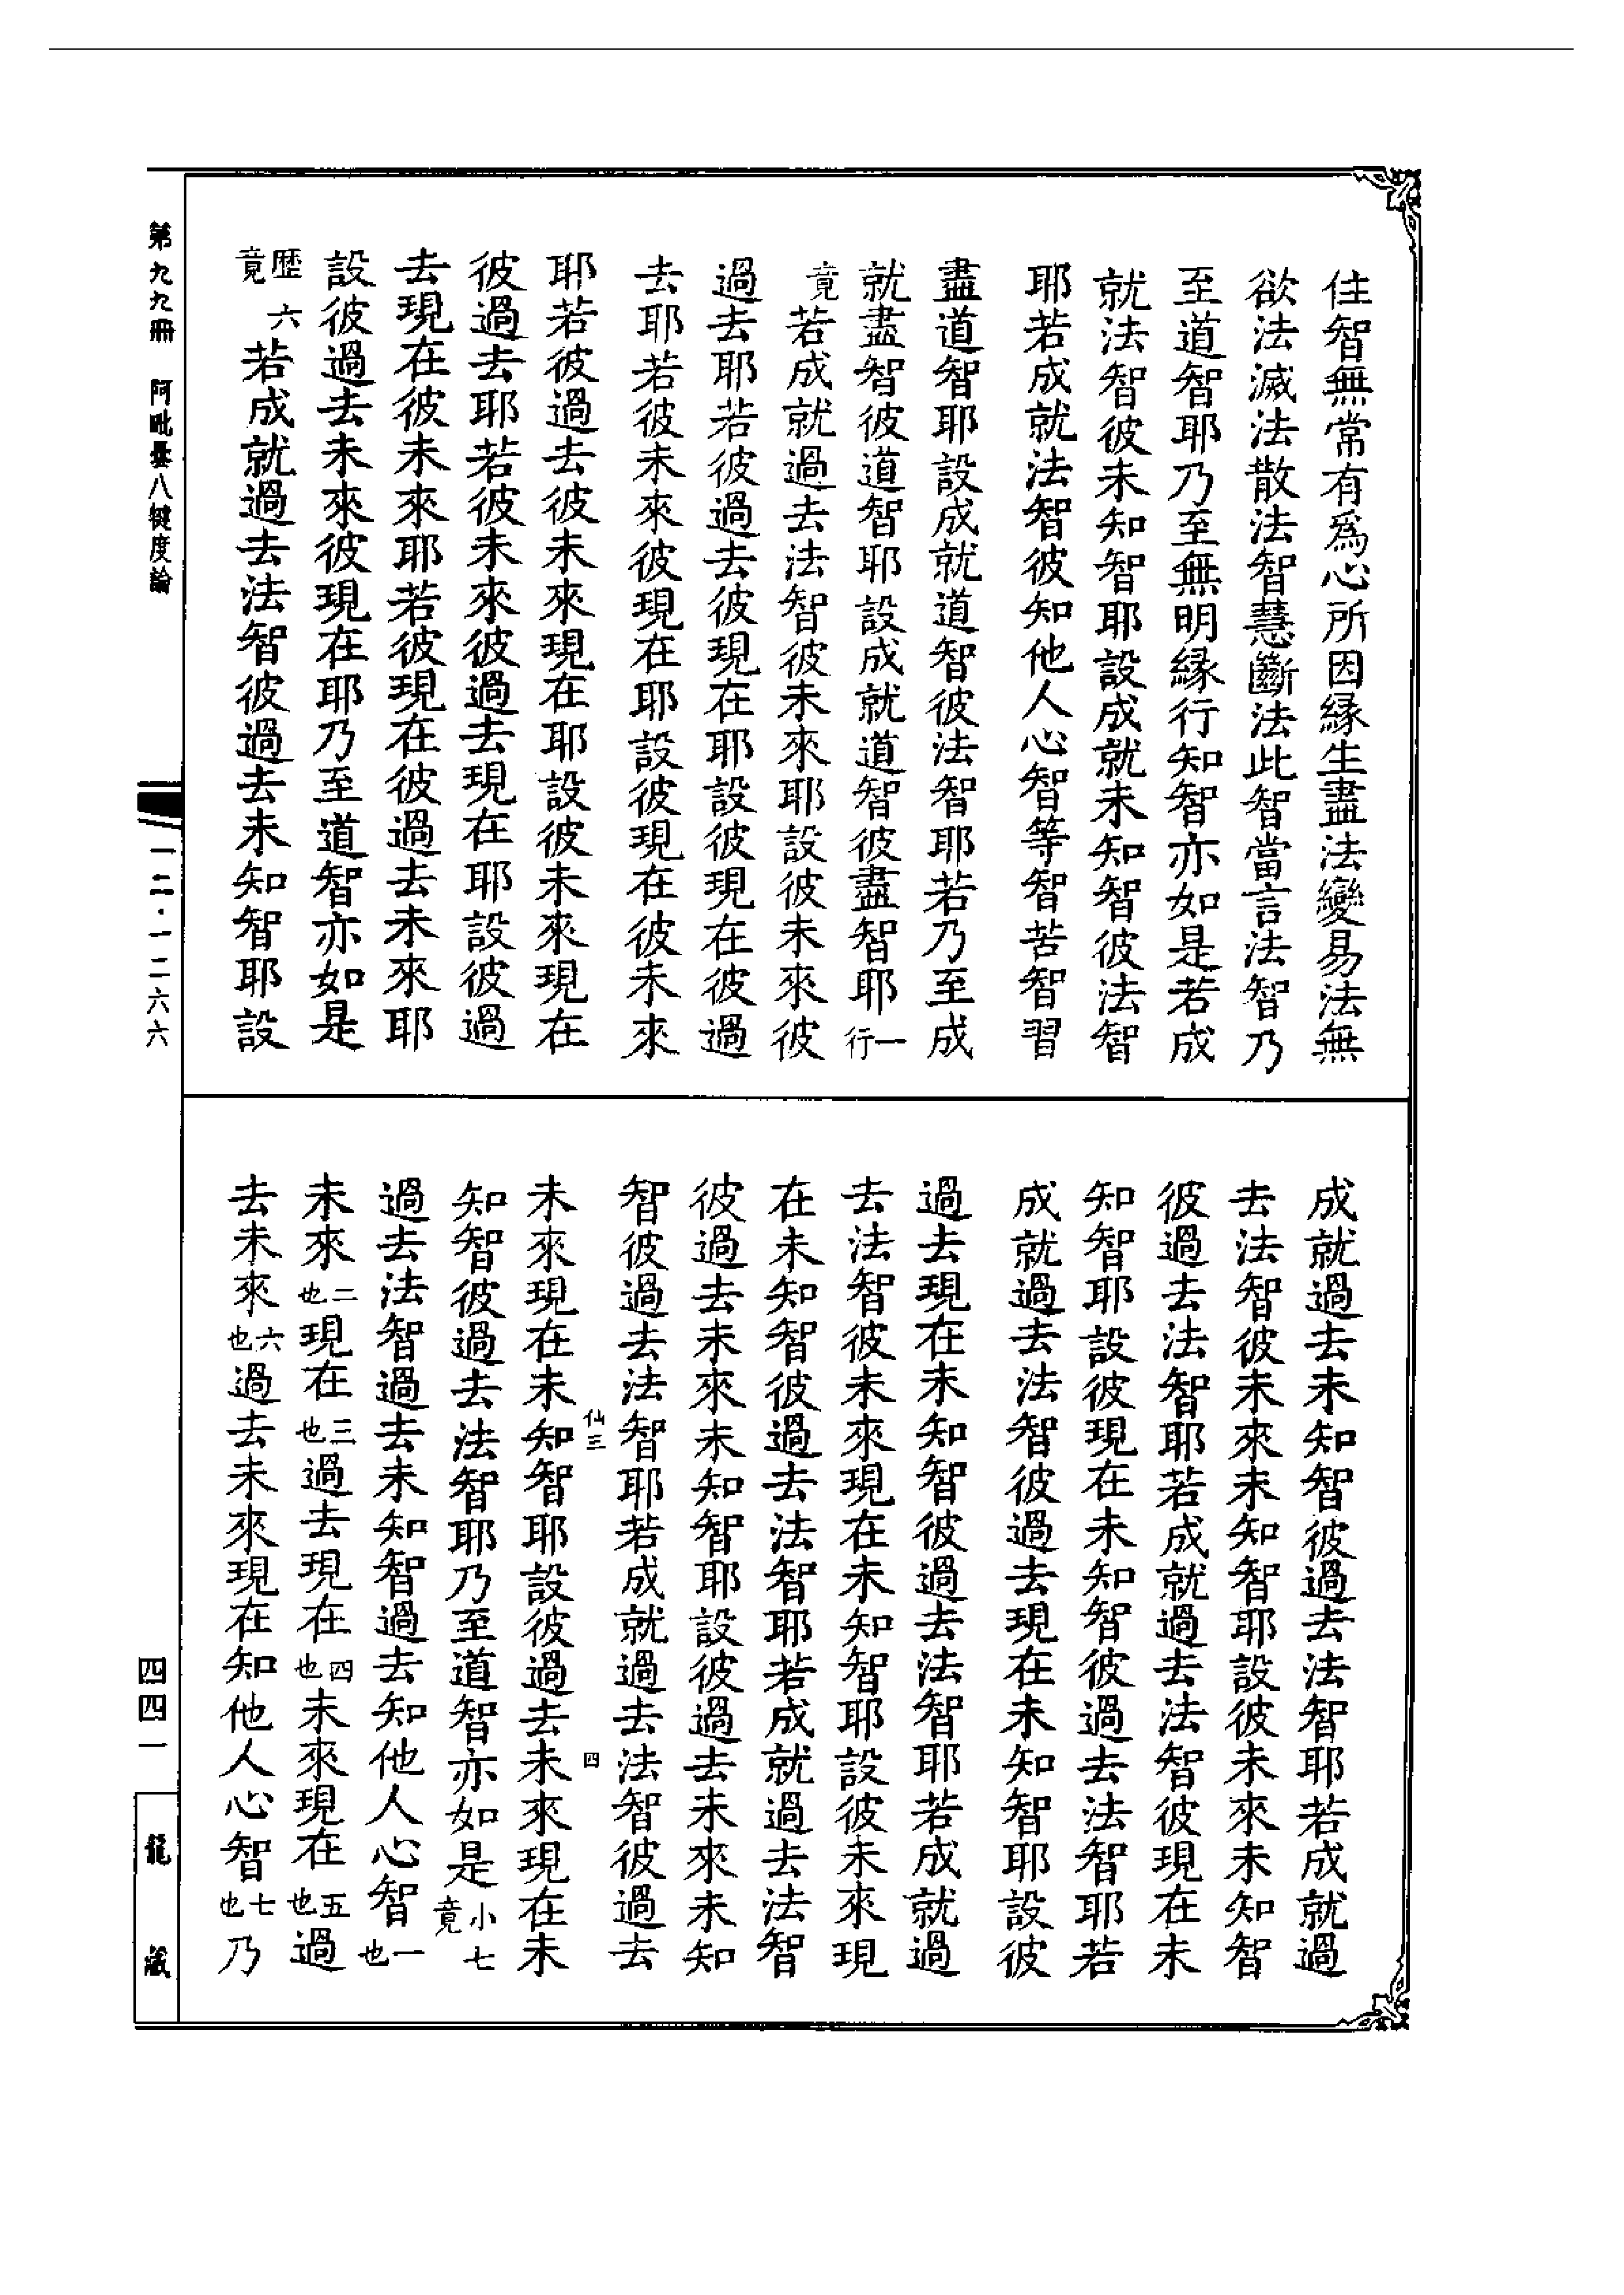 住智無常有爲心所因緣生盡法變易法無
欲法滅法散法智慧斷法此智當言法智乃
至道智耶乃至無明緣行知智亦如是若成
就法智彼未知智耶設成就未知智彼法智
耶若成就法智彼知他人心智等智苦智習
盡道智耶設成就道智彼法智耶若乃至成
就盡智彼道智耶設成就道智彼盡智耶一行
竟若成就過去法智彼未來耶設彼未來彼
過去耶若彼過去彼現在耶設彼現在彼過
去耶若彼未來彼現在耶設彼現在彼未來
耶若彼過去彼未來現在耶設彼未來現在
彼過去耶若彼未來彼過去現在耶設彼過
去現在彼未來耶若彼現在彼過去未來耶
設彼過去未來彼現在耶乃至道智亦如是
歷六竟若成就過去法智彼過去未知智耶設
成就過去未知智彼過去法智耶若成就過
去法智彼未來未知智耶設彼未來未知智
彼過去法智耶若成就過去法智彼現在未
知智耶設彼現在未知智彼過去法智耶若
成就過去法智彼過去現在未知智耶設彼
過去現在未知智彼過去法智耶若成就過
去法智彼未來現在未知智耶設彼未來現
在未知智彼過去法智耶若成就過去法智
彼過去未來未知智耶設彼過去未來未知
智彼過去法智耶若成就過去法智彼過去
仙三 四
未來現在未知智耶設彼過去未來現在未
知智彼過去法智耶乃至道智亦如是小七竟
過去法智過去未知智過去知他人心智一也
未來二也現在三也過去現在四也未來現在五也過
去未來六也過去未來現在知他人心智七也乃
第九九冊 阿毗曇八犍度論
一二·一二六六
四四一
龍藏